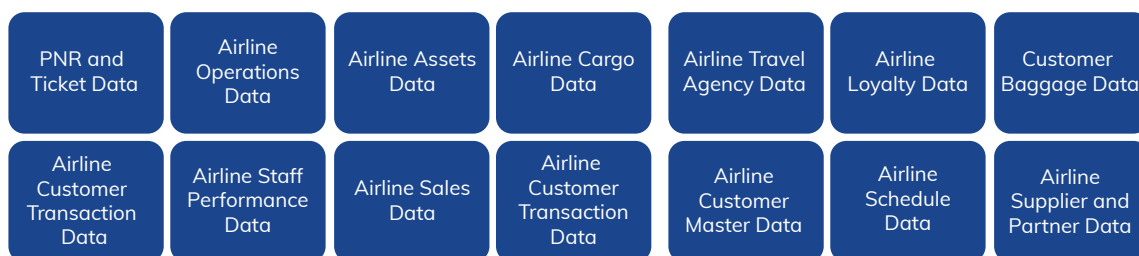 PNR and
Ticket Data
Airline
Operations
Data
Airline Assets
Data
Airline Cargo
Data
Airline Travel
Agency Data
Airline
Loyalty Data
Customer
Baggage Data
Airline
Customer
Transaction
Data
Airline Staff
Performance
Data
Airline Sales
Data
Airline
Customer
Transaction
Data
Airline
Customer
Master Data
Airline
Schedule
Data
Airline
Supplier and
Partner Data